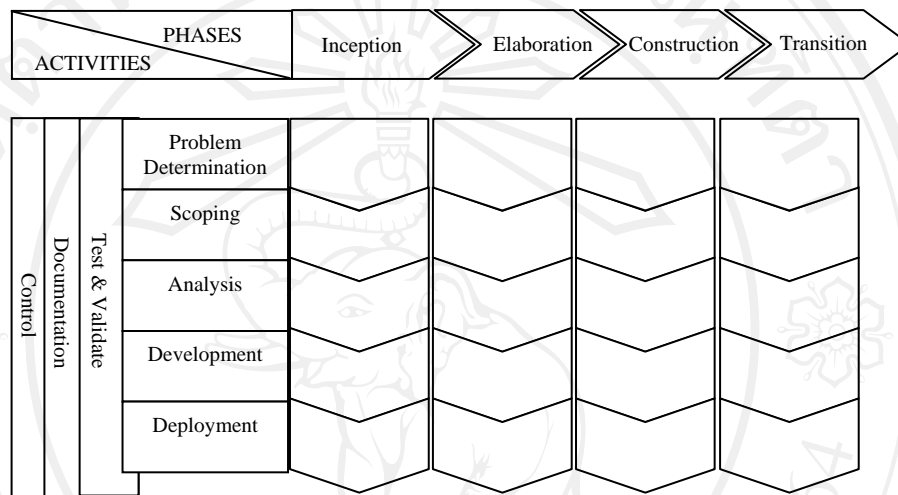 PHASES
ACTIVITIES
Inception
Elaboration
Construction
Transition
Control
Documentation
Test & Validate
Problem
Determination
Scoping
Analysis
Development
Deployment